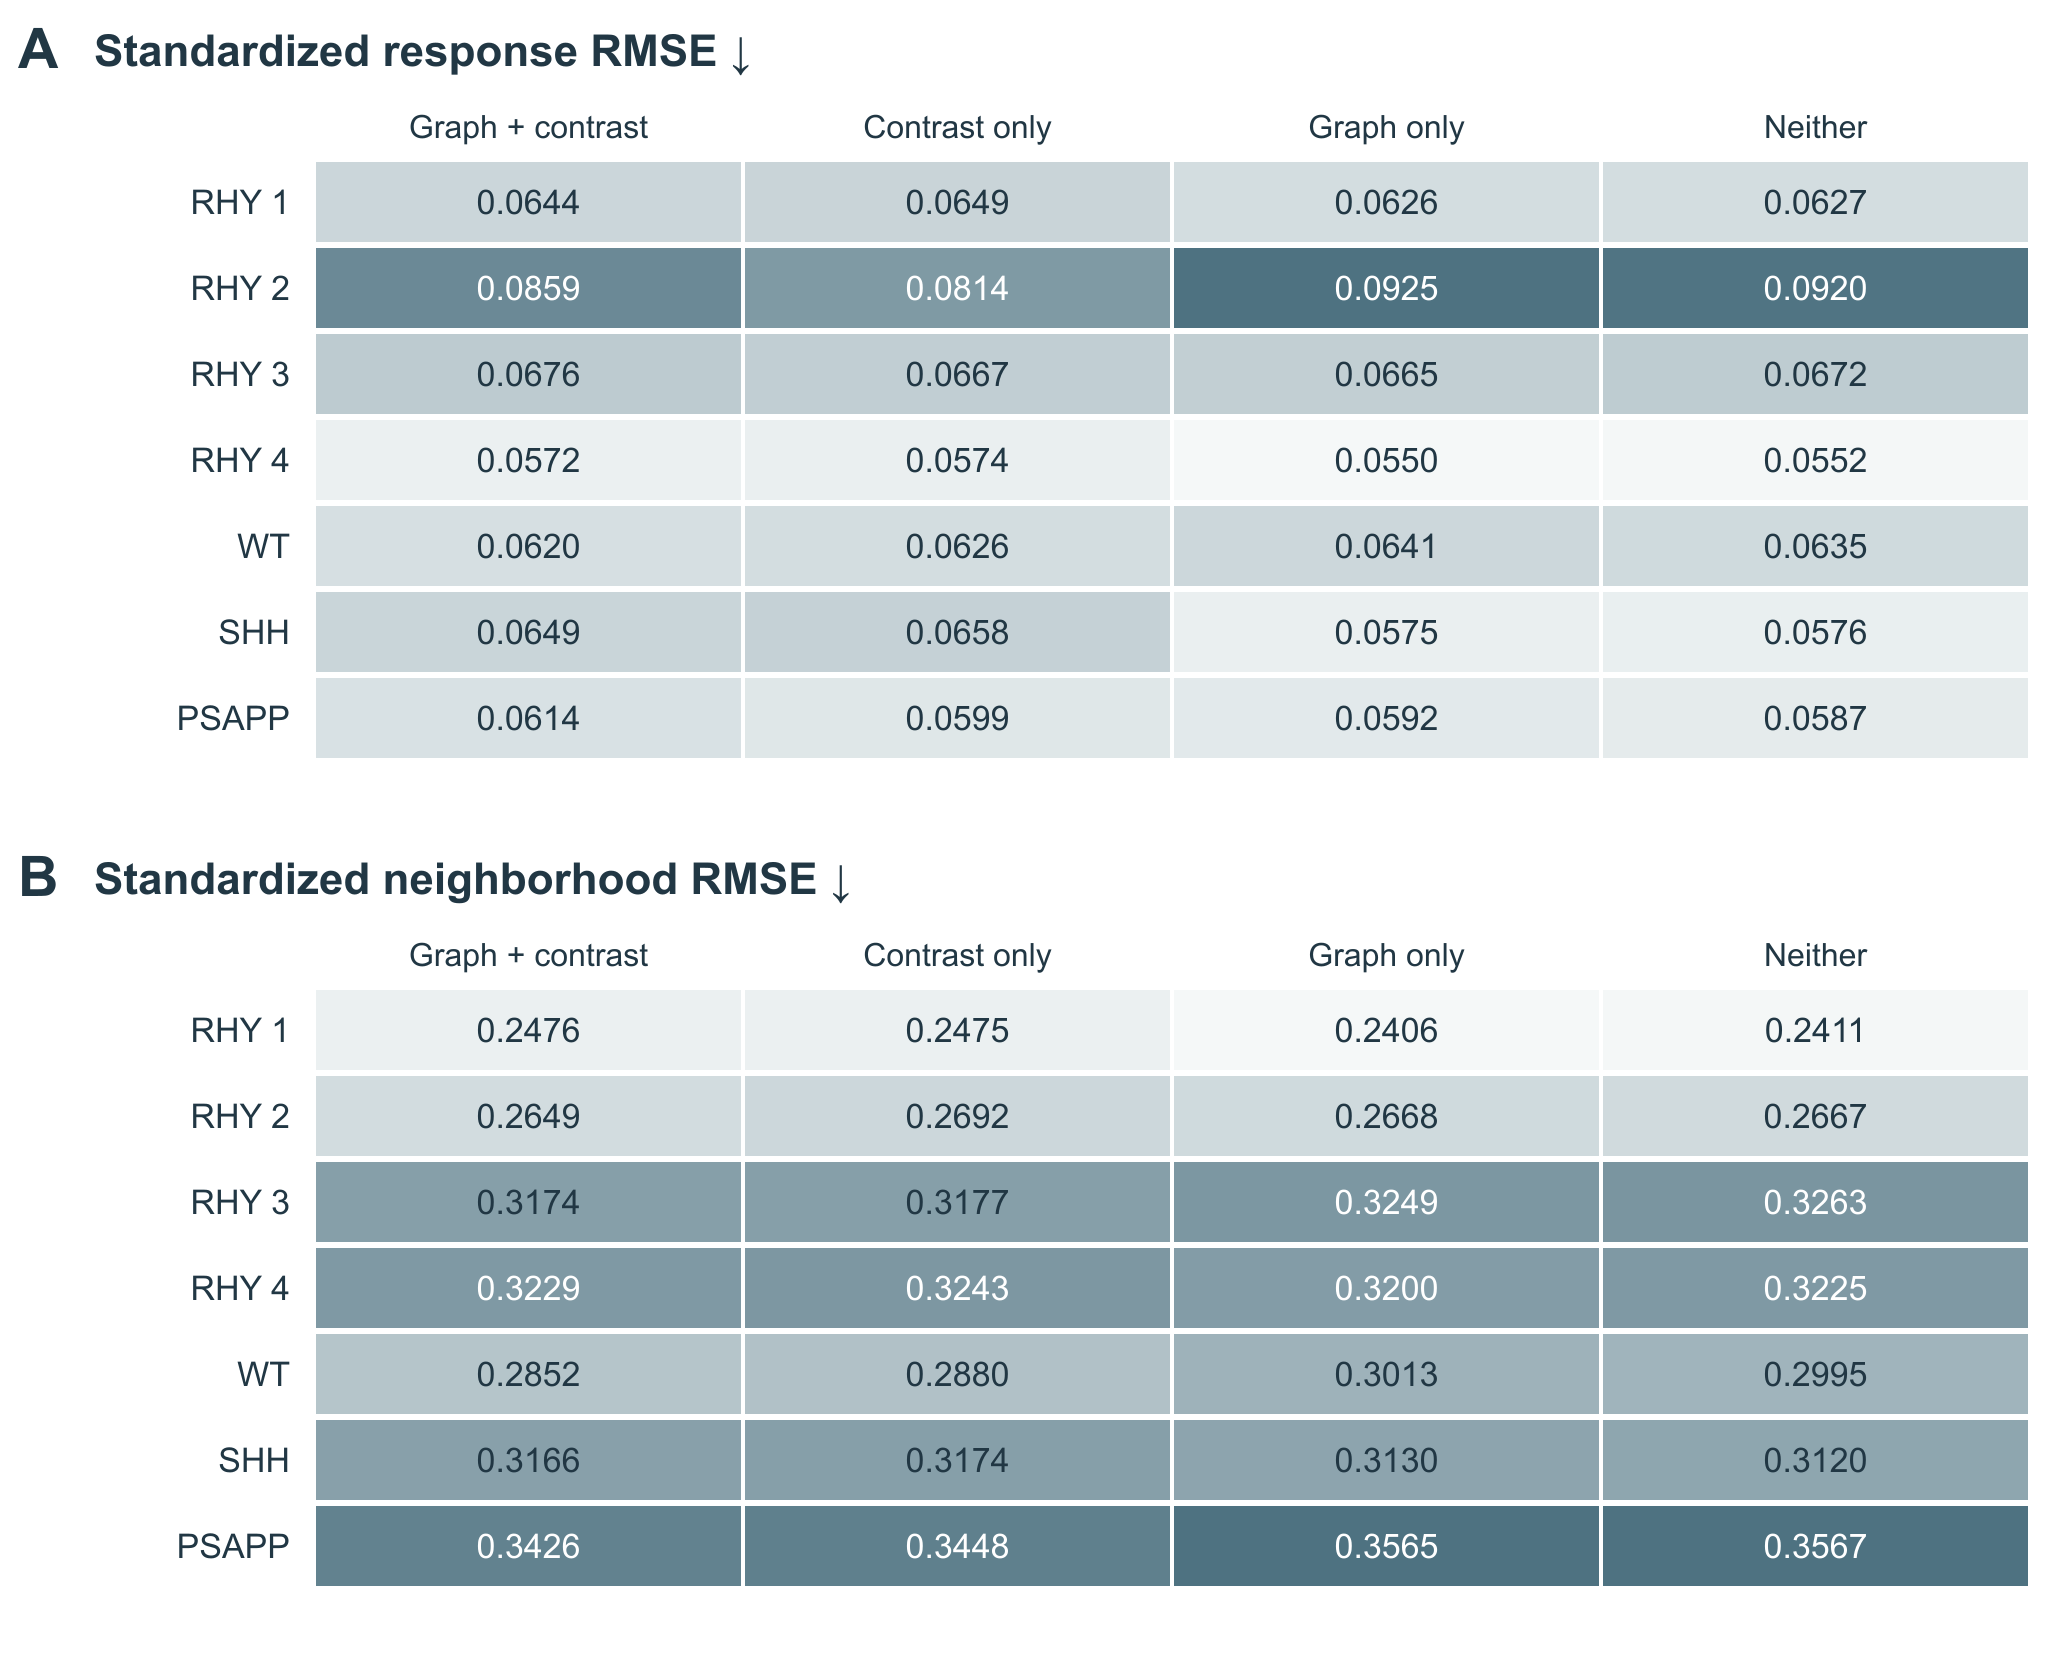 A Standardized response RMSE ↓
Graph + contrast Contrast only Graph only Neither
RHY 1 0.0644 0.0649 0.0626 0.0627
RHY 2 0.0859 0.0814 0.0925 0.0920
RHY 3 0.0676 0.0667 0.0665 0.0672
RHY 4 0.0572 0.0574 0.0550 0.0552
WT 0.0620 0.0626 0.0641 0.0635
SHH 0.0649 0.0658 0.0575 0.0576
PSAPP 0.0614 0.0599 0.0592 0.0587
B Standardized neighborhood RMSE ↓
Graph + contrast Contrast only Graph only Neither
RHY 1 0.2476 0.2475 0.2406 0.2411
RHY 2 0.2649 0.2692 0.2668 0.2667
RHY 3 0.3174 0.3177 0.3249 0.3263
RHY 4 0.3229 0.3243 0.3200 0.3225
WT 0.2852 0.2880 0.3013 0.2995
SHH 0.3166 0.3174 0.3130 0.3120
PSAPP 0.3426 0.3448 0.3565 0.3567